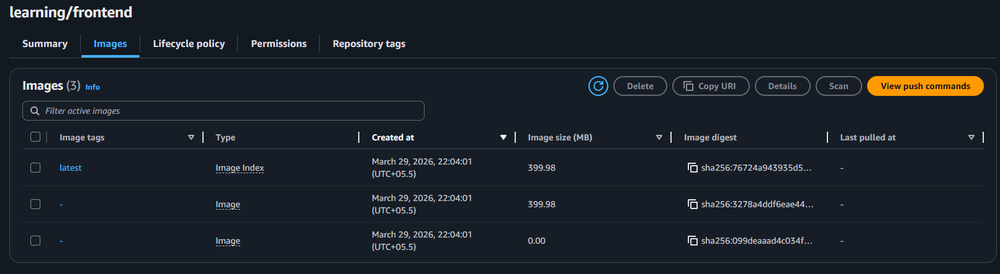 learning/frontend
Summary Images Lifecycle policy Permissions Repository tags
Images (3) Info Delete Copy URI Details Scan View push commands
Filter active images
Image tags Type Created at Image size (MB) Image digest Last pulled at
latest Image Index March 29, 2026, 22:04:01 (UTC+05.5) 399.98 sha256:76724a943935d5... -
- Image March 29, 2026, 22:04:01 (UTC+05.5) 399.98 sha256:3278a4ddf6eae44... -
- Image March 29, 2026, 22:04:01 (UTC+05.5) 0.00 sha256:099deaaad4c034f... -